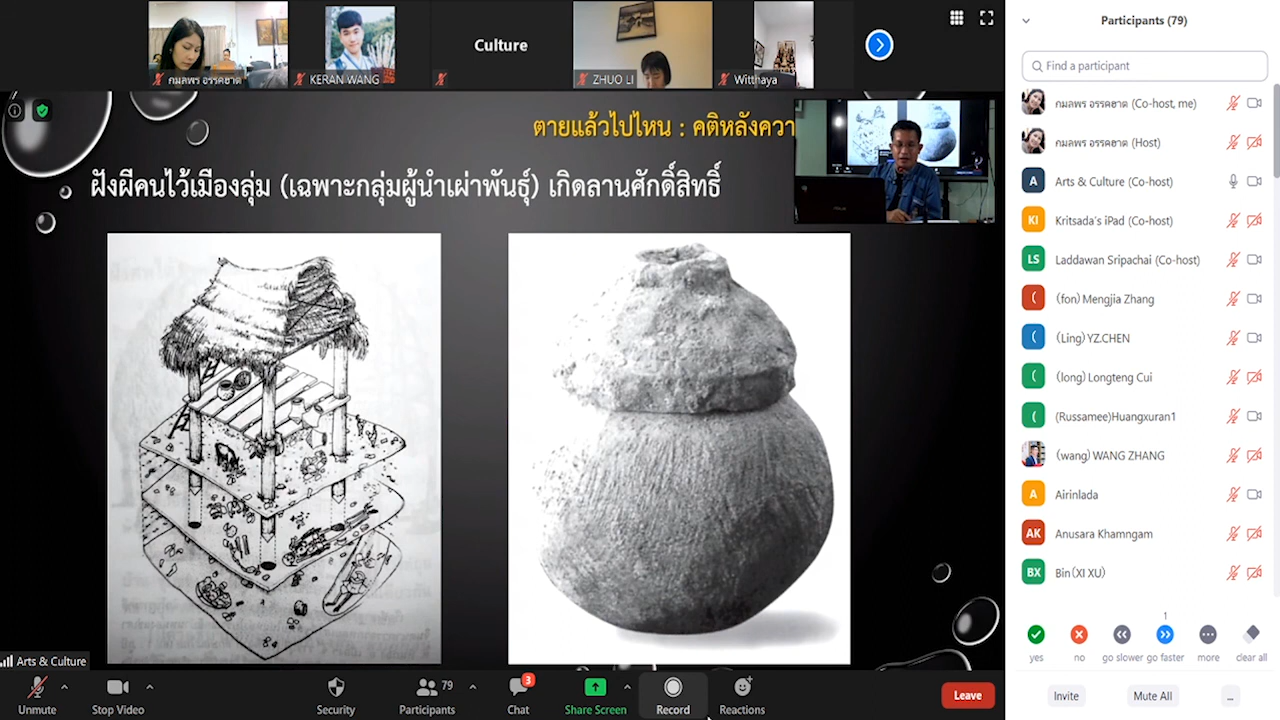 กมลพร อรรคฮาด
KERAN WANG
Culture
ZHUO LI
Witthaya
ตายแล้วไปไหน : คติหลังควา
ฝังผีคนไว้เมืองลุ่ม (เฉพาะกลุ่มผู้นำเผ่าพันธุ์) เกิดลานศักดิ์สิทธิ์
Arts & Culture
Unmute
Stop Video
Security
79
Participants
3
Chat
Share Screen
Record
Reactions
Leave
Participants (79)
Find a participant
กมลพร อรรคฮาด (Co-host, me)
กมลพร อรรคฮาด (Host)
A Arts & Culture (Co-host)
KI Kritsada's iPad (Co-host)
LS Laddawan Sripachai (Co-host)
( (fon) Mengjia Zhang
( (Ling) YZ.CHEN
( (long) Longteng Cui
( (Russamee)Huangxuran1
(wang) WANG ZHANG
A Airinlada
AK Anusara Khamngam
BX Bin(XI XU)
1
yes
no
go slower
go faster
more
clear all
Invite
Mute All
...